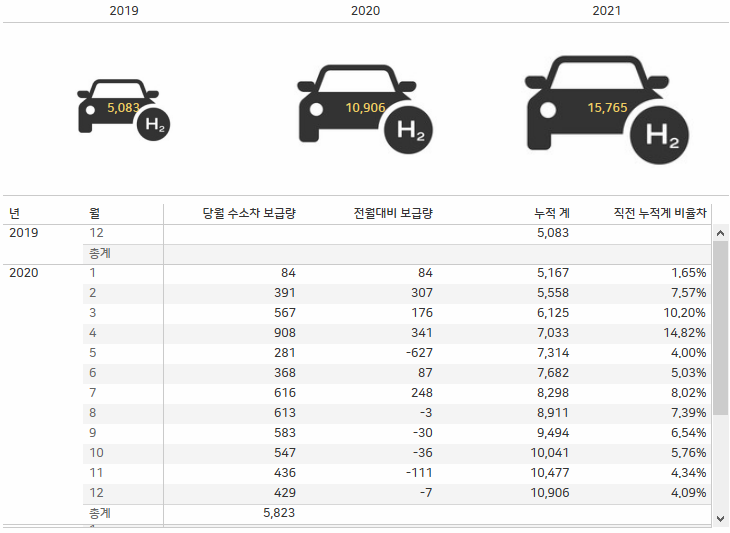 2019 2020 2021
5,083 10,906 15,765
H2 H2 H2
년 월 당월 수소차 보급량 전월대비 보급량 누적 계 직전 누적계 비율차
2019 12 5,083
총계
2020 1 84 84 5,167 1,65%
2 391 307 5,558 7,57%
3 567 176 6,125 10,20%
4 908 341 7,033 14,82%
5 281 -627 7,314 4,00%
6 368 87 7,682 5,03%
7 616 248 8,298 8,02%
8 613 -3 8,911 7,39%
9 583 -30 9,494 6,54%
10 547 -36 10,041 5,76%
11 436 -111 10,477 4,34%
12 429 -7 10,906 4,09%
총계 5,823